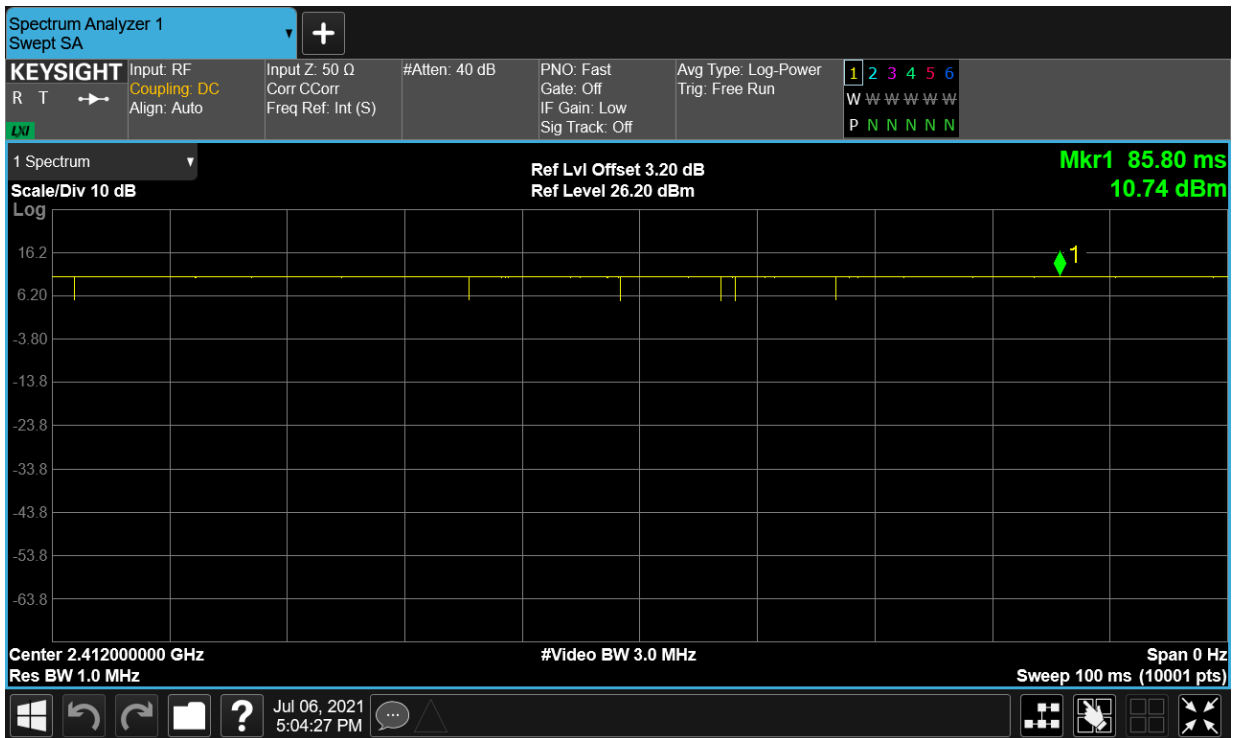 Spectrum Analyzer 1
Swept SA
+
KEYSIGHT Input: RF Input Z: 50 Ω #Atten: 40 dB PNO: Fast Avg Type: Log-Power 1 2 3 4 5 6
R T Coupling: DC Corr CCorr Gate: Off Trig: Free Run W W W W W W
Align: Auto Freq Ref: Int (S) IF Gain: Low
LXI Sig Track: Off P N N N N N
1 Spectrum Ref Lvl Offset 3.20 dB Mkr1 85.80 ms
Scale/Div 10 dB Ref Level 26.20 dBm 10.74 dBm
Log
1
16.2
6.20
-3.80
-13.8
-23.8
-33.8
-43.8
-53.8
-63.8
Center 2.412000000 GHz #Video BW 3.0 MHz Span 0 Hz
Res BW 1.0 MHz Sweep 100 ms (10001 pts)
? Jul 06, 2021
5:04:27 PM